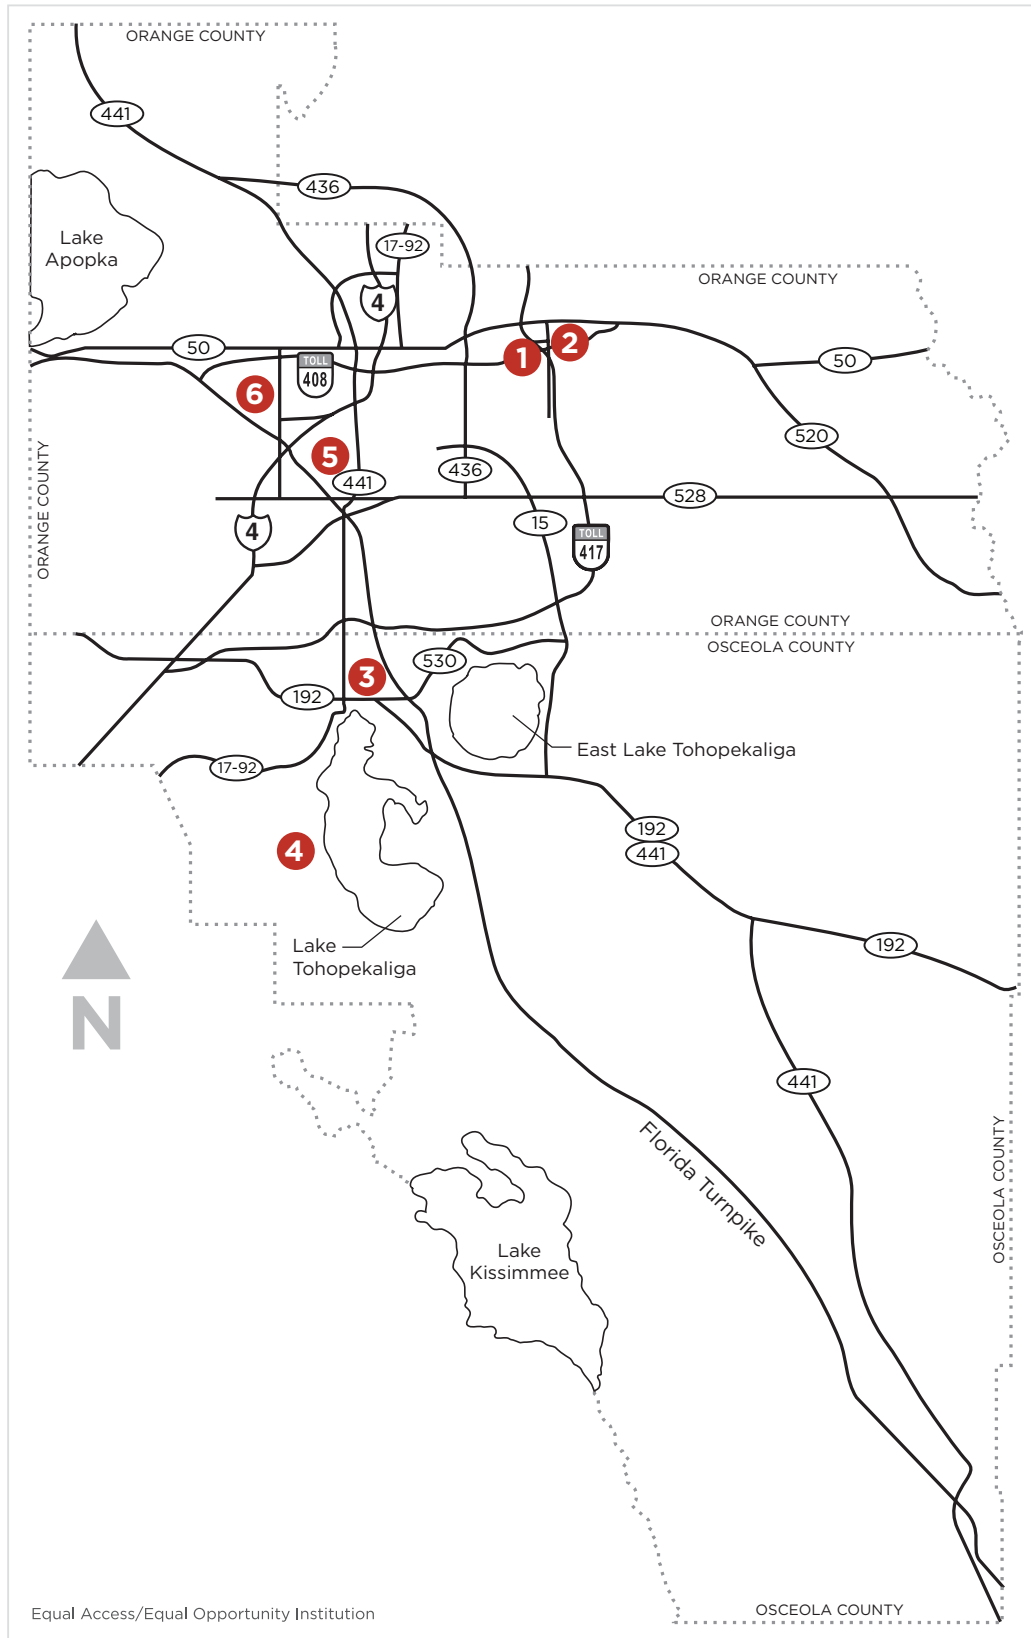 ORANGE COUNTY
441
436
Lake
Apopka
17-92
4
ORANGE COUNTY
50
TOLL
408
1
2
50
6
520
5
441
436
528
ORANGE COUNTY
4
15
TOLL
417
ORANGE COUNTY
OSCEOLA COUNTY
530
3
192
East Lake Tohopekaliga
17-92
192
441
4
192
Lake
Tohopekaliga
N
441
Florida Turnpike
OSCEOLA COUNTY
Lake
Kissimmee
OSCEOLA COUNTY
Equal Access/Equal Opportunity Institution